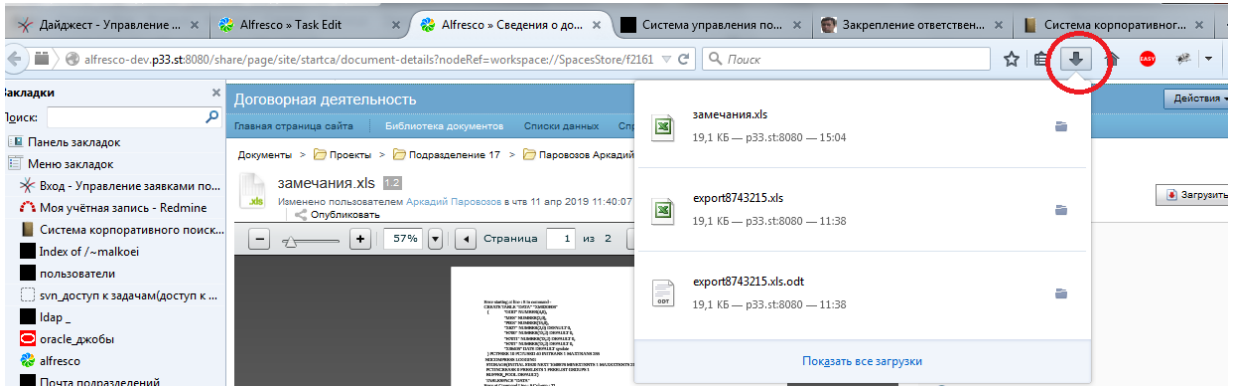 Дайджест - Управление ...
Alfresco » Task Edit
Alfresco » Сведения о до...
Система управления по...
Закрепление ответствен...
Система корпоративног...
alfresco-dev.p33.st:8080/share/page/site/startca/document-details?nodeRef=workspace://SpacesStore/f2161
Поиск
EASY
Закладки
Поиск:
Панель закладок
Меню закладок
Вход - Управление заявками по...
Моя учётная запись - Redmine
Система корпоративного поиск...
Index of /~malkoei
пользователи
svn_доступ к задачам(доступ к ...
ldap _
oracle_джобы
alfresco
Почта подразделений
Договорная деятельность
Действия
Главная страница сайта
Библиотека документов
Списки данных
Документы > Проекты > Подразделение 17 > Паровозов Аркадий
замечания.xls 1.2
.xls
Изменено пользователем Аркадий Паровозов в чтв 11 апр 2019 11:40:07
Опубликовать
Загрузить
57%
Страница 1 из 2
замечания.xls
19,1 КБ — p33.st:8080 — 15:04
export8743215.xls
19,1 КБ — p33.st:8080 — 11:38
export8743215.xls.odt
ODT
19,1 КБ — p33.st:8080 — 11:38
Показать все загрузки